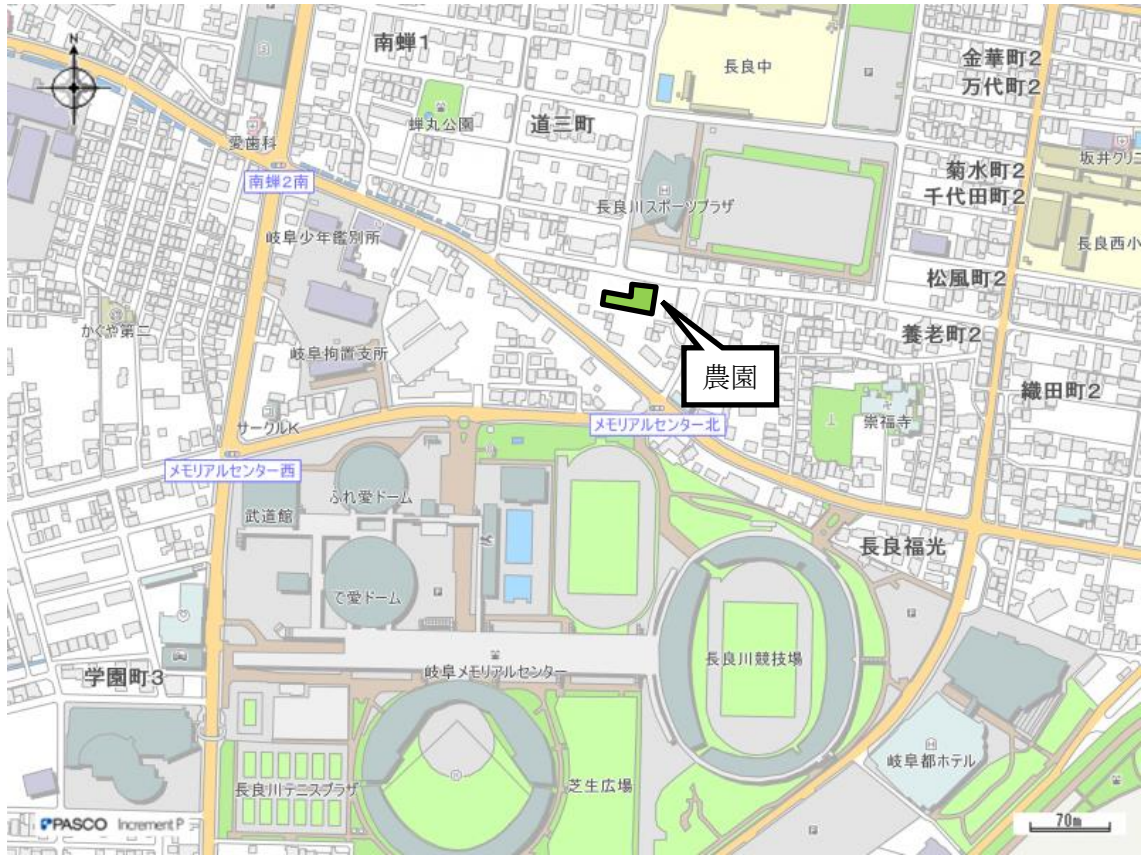 N
南蝉1
長良中
P
金華町2
万代町2
蝉丸公園
道三町
愛歯科
坂井クリニ
南蝉2南
菊水町2
千代田町2
長良川スポーツプラザ
岐阜少年鑑別所
長良西小
松風町2
かぐや第二
養老町2
岐阜拘置支所
農園
織田町2
崇福寺
サークルK
メモリアルセンター北
メモリアルセンター西
ふれ愛ドーム
武道館
長良福光
P
P
で愛ドーム
長良川競技場
岐阜メモリアルセンター
学園町3
岐阜都ホテル
長良川テニスプラザ
芝生広場
PASCO Increment P
70m
P